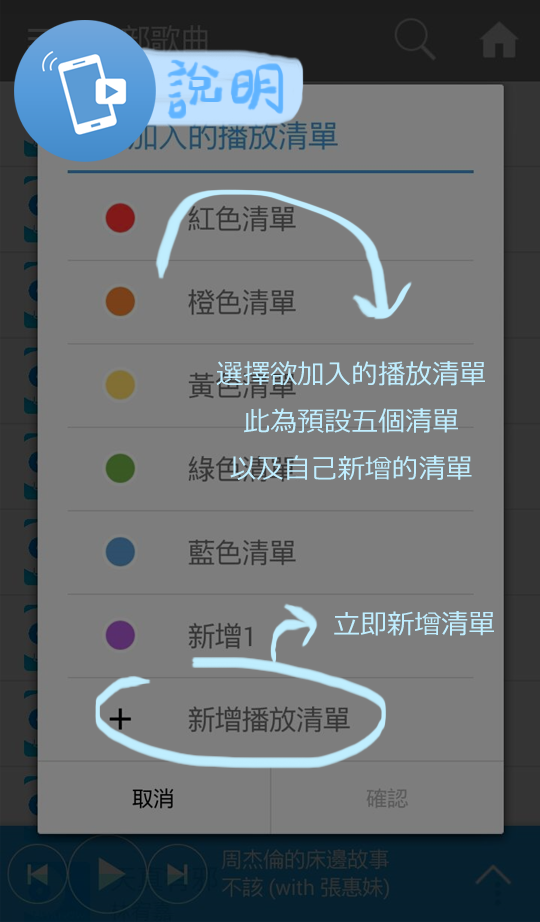 部歌曲
說明
加入的播放清單
紅色清單
橙色清單
選擇欲加入的播放清單
黃色清單
此為預設五個清單
以及自己新增的清單
綠色清單
藍色清單
立即新增清單
新增1
新增播放清單
取消
確認
周杰倫的床邊故事
不該 (with 張惠妹)